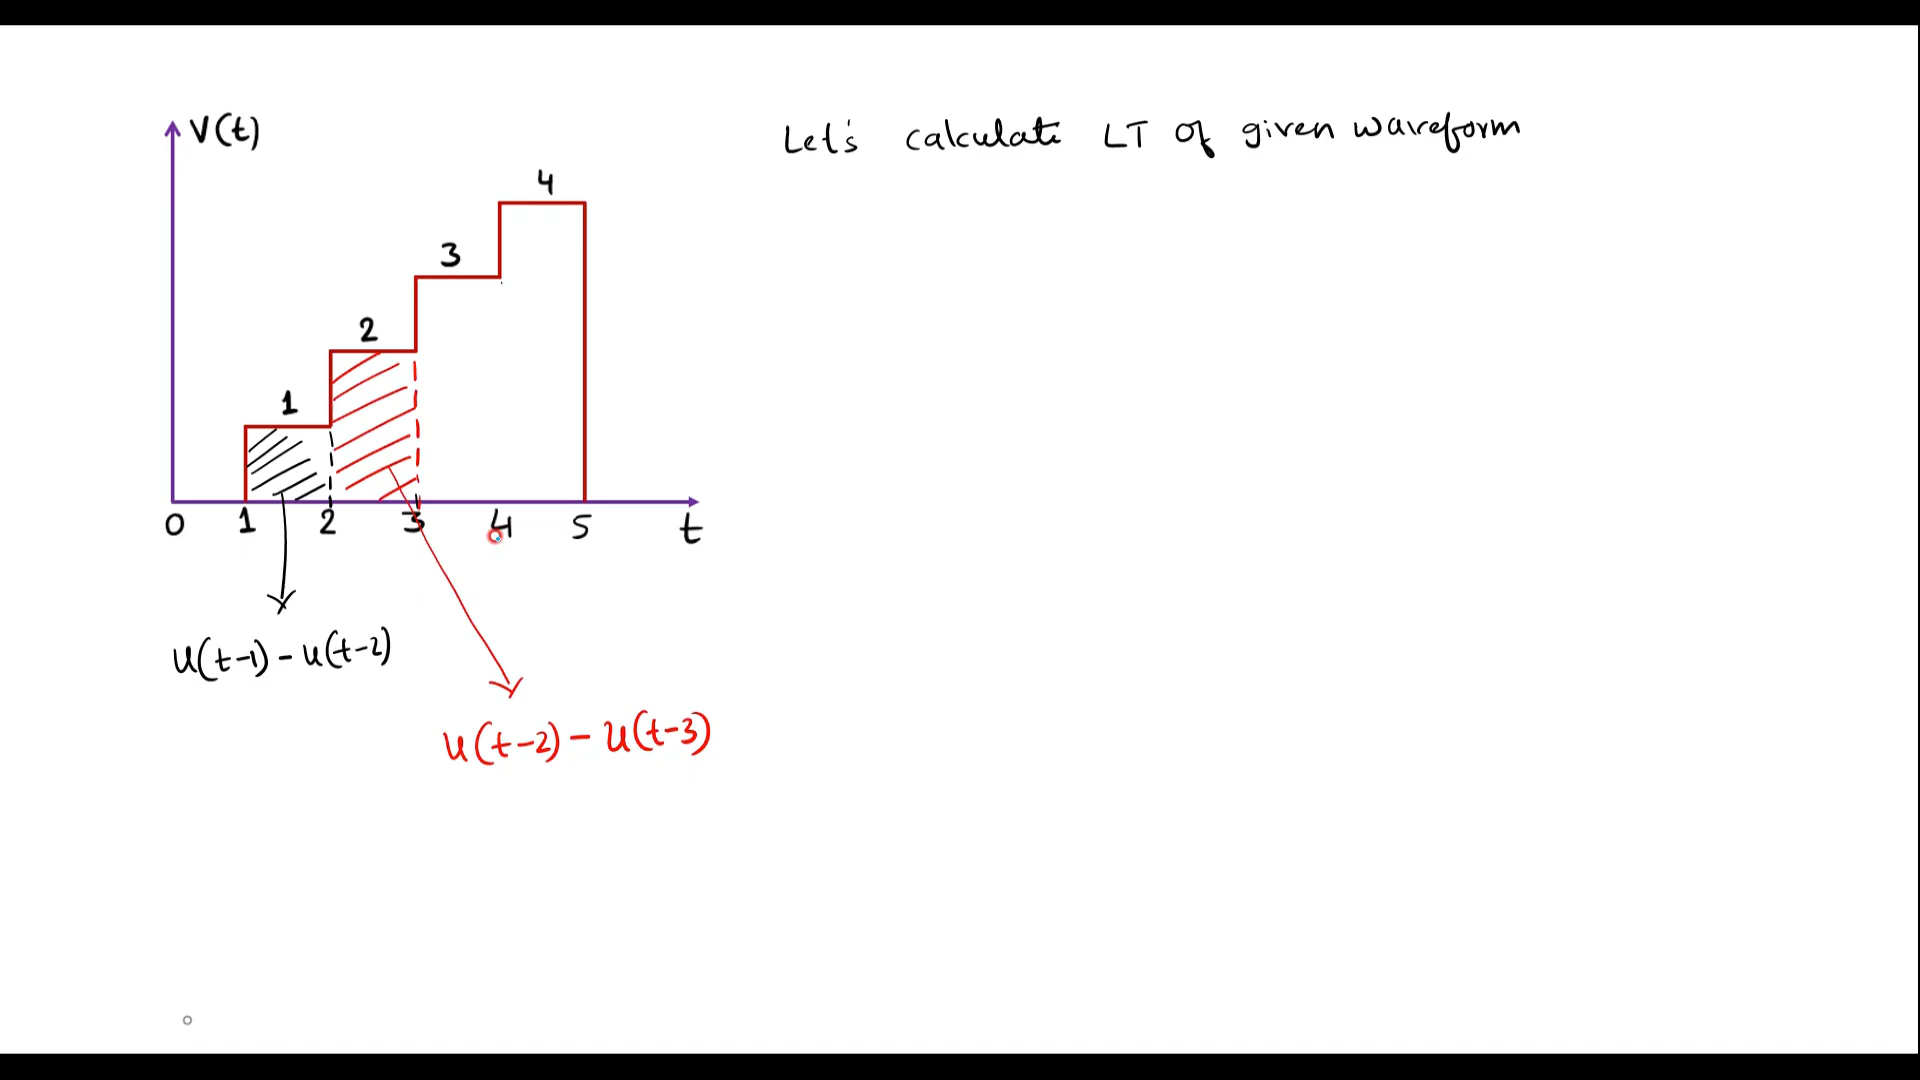 V(t)
Let's calculate LT of given waveform
4
3
2
1
0 1 2 3 4 5 t
u(t-1) - u(t-2)
u(t-2) - u(t-3)